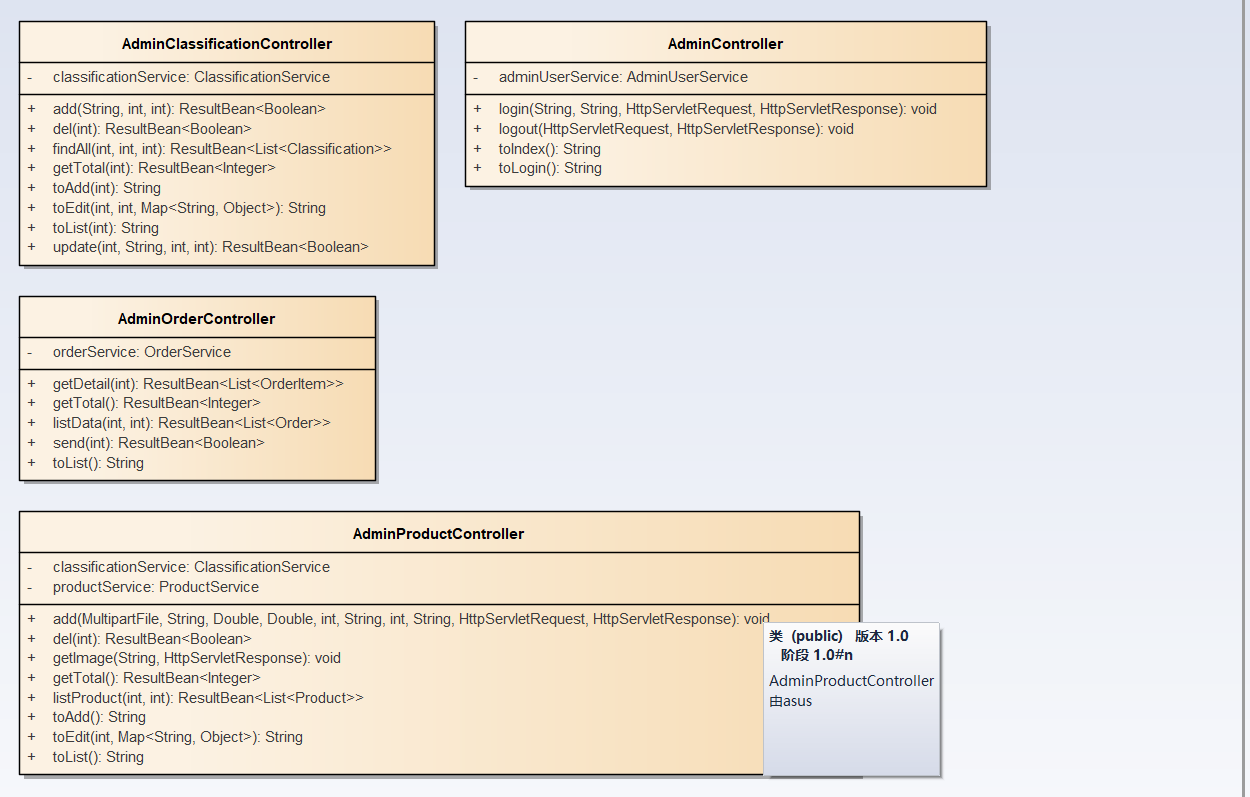 AdminClassificationController
- classificationService: ClassificationService
+ add(String, int, int): ResultBean<Boolean>
+ del(int): ResultBean<Boolean>
+ findAll(int, int, int): ResultBean<List<Classification>>
+ getTotal(int): ResultBean<Integer>
+ toAdd(int): String
+ toEdit(int, int, Map<String, Object>): String
+ toList(int): String
+ update(int, String, int, int): ResultBean<Boolean>
AdminController
- adminUserService: AdminUserService
+ login(String, String, HttpServletRequest, HttpServletResponse): void
+ logout(HttpServletRequest, HttpServletResponse): void
+ toIndex(): String
+ toLogin(): String
AdminOrderController
- orderService: OrderService
+ getDetail(int): ResultBean<List<OrderItem>>
+ getTotal(): ResultBean<Integer>
+ listData(int, int): ResultBean<List<Order>>
+ send(int): ResultBean<Boolean>
+ toList(): String
AdminProductController
- classificationService: ClassificationService
- productService: ProductService
+ add(MultipartFile, String, Double, Double, int, String, int, String, HttpServletRequest, HttpServletResponse): void
+ del(int): ResultBean<Boolean>
+ getImage(String, HttpServletResponse): void
+ getTotal(): ResultBean<Integer>
+ listProduct(int, int): ResultBean<List<Product>>
+ toAdd(): String
+ toEdit(int, Map<String, Object>): String
+ toList(): String
类 (public) 版本 1.0
阶段 1.0#n
AdminProductController
由asus